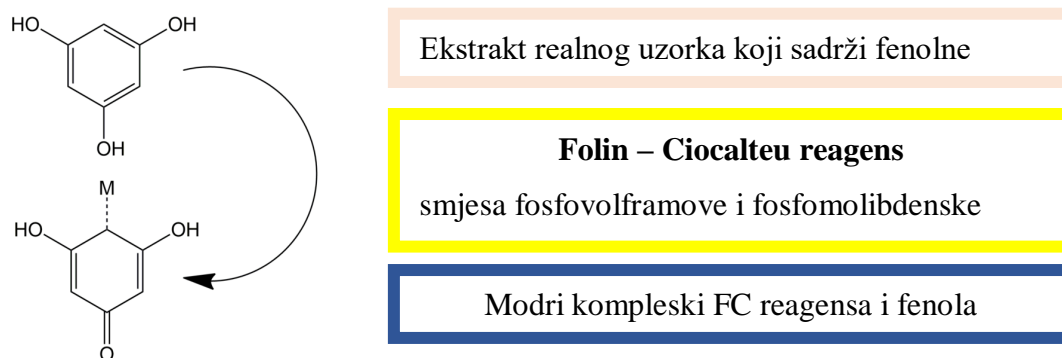 HO
OH
OH
M
HO
OH
O
Ekstrakt realnog uzorka koji sadrži fenolne
Folin – Ciocalteu reagens
smjesa fosfovolframove i fosfomolibdenske
Modri kompleski FC reagensa i fenola